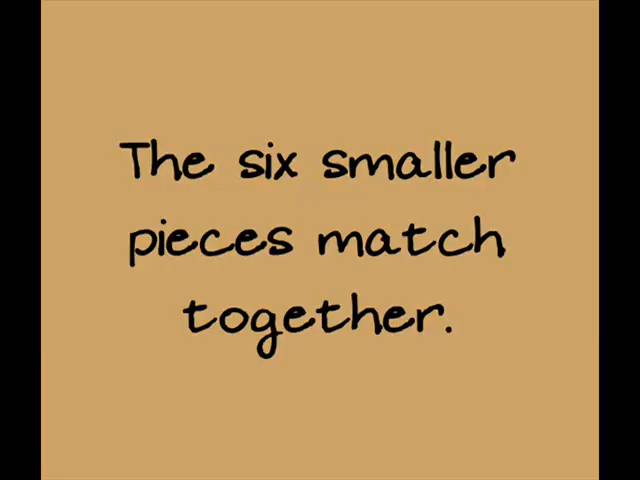 The six smaller
pieces match
together.